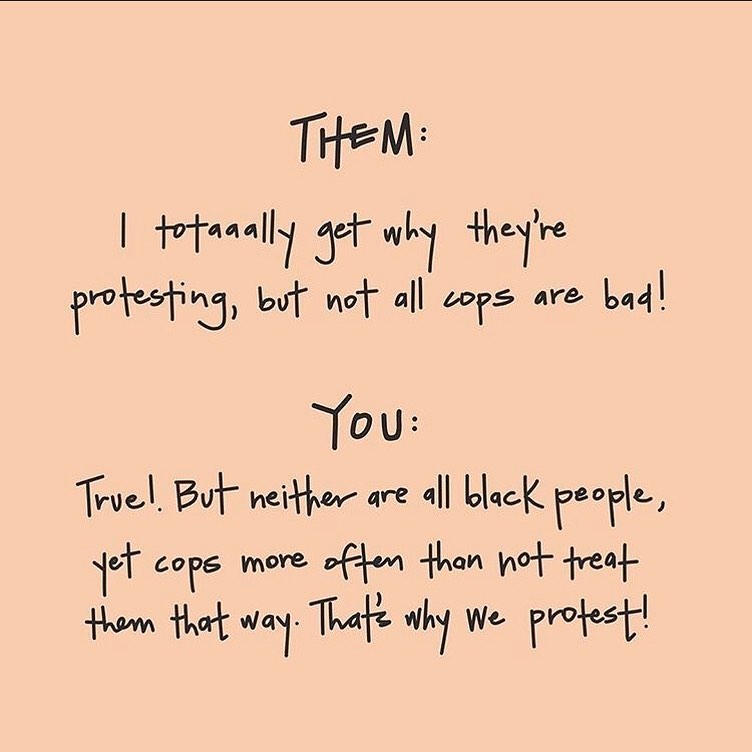 THEM:
I totaaally get why they're
protesting, but not all cops are bad!
YOU:
True! But neither are all black people,
yet cops more often than not treat
them that way. That's why we protest!